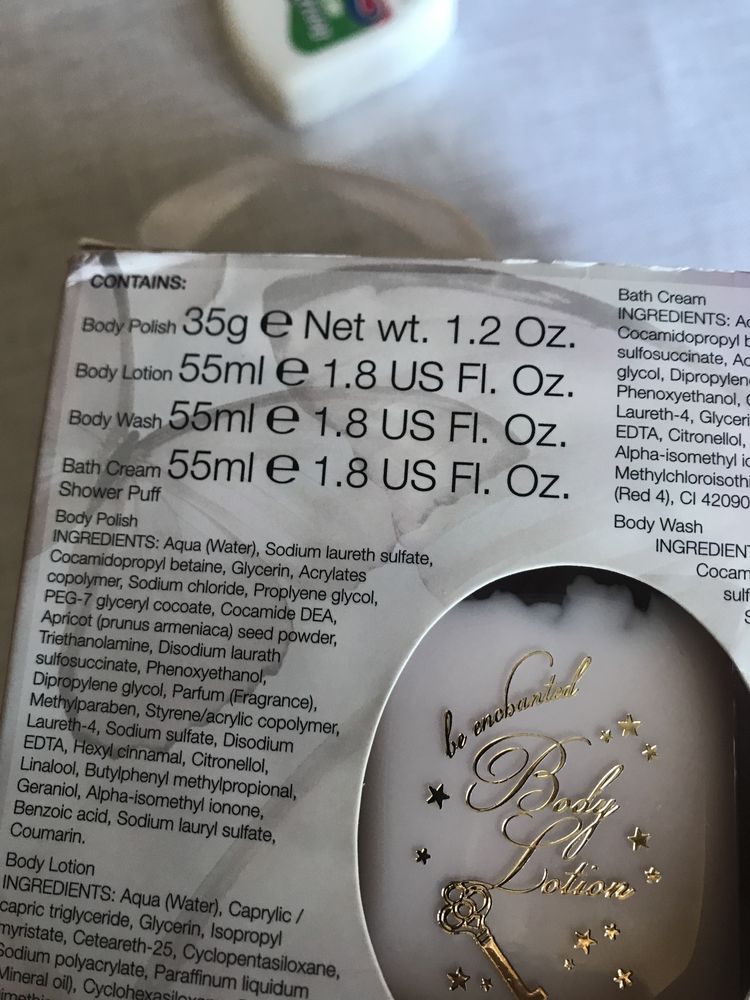 CONTAINS:
Body Polish 35g ℮ Net wt. 1.2 Oz.
Body Lotion 55ml ℮ 1.8 US Fl. Oz.
Body Wash 55ml ℮ 1.8 US Fl. Oz.
Bath Cream 55ml ℮ 1.8 US Fl. Oz.
Shower Puff
Body Polish
INGREDIENTS: Aqua (Water), Sodium laureth sulfate,
Cocamidopropyl betaine, Glycerin, Acrylates
copolymer, Sodium chloride, Proplyene glycol,
PEG-7 glyceryl cocoate, Cocamide DEA,
Apricot (prunus armeniaca) seed powder,
Triethanolamine, Disodium laurath
sulfosuccinate, Phenoxyethanol,
Dipropylene glycol, Parfum (Fragrance),
Methylparaben, Styrene/acrylic copolymer,
Laureth-4, Sodium sulfate, Disodium
EDTA, Hexyl cinnamal, Citronellol,
Linalool, Butylphenyl methylpropional,
Geraniol, Alpha-isomethyl ionone,
Benzoic acid, Sodium lauryl sulfate,
Coumarin.
Body Lotion
INGREDIENTS: Aqua (Water), Caprylic /
capric triglyceride, Glycerin, Isopropyl
myristate, Ceteareth-25, Cyclopentasiloxane,
Sodium polyacrylate, Paraffinum liquidum
Mineral oil),
Bath Cream
INGREDIENTS:
Cocamidopropyl
sulfosuccinate,
glycol,
Phenoxyethanol,
Laureth-4,
EDTA, Citronellol,
Alpha-isomethyl
(Red 4), CI 42090
Body Wash
be enchanted
Body
Lotion